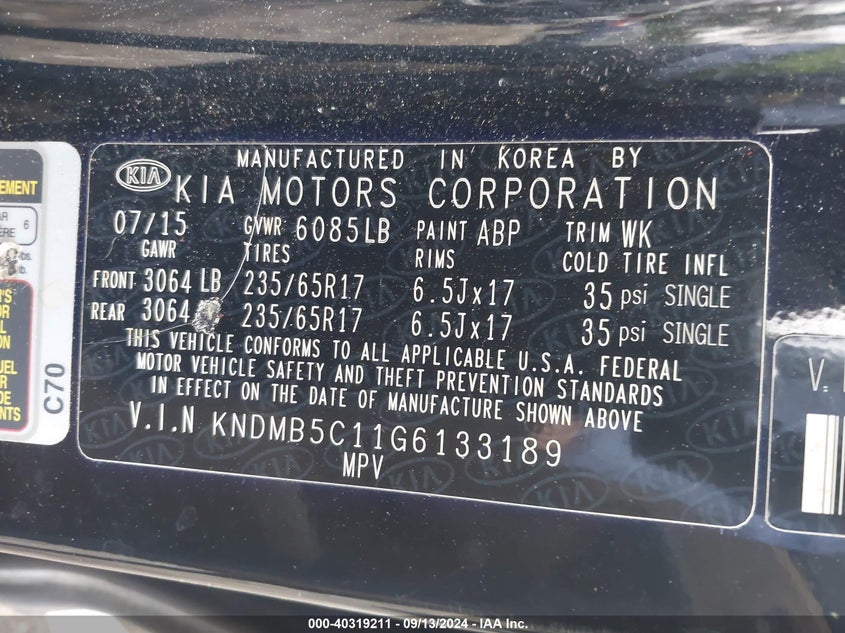 MANUFACTURED IN KOREA BY
KIA KIA MOTORS CORPORATION
07/15 GVWR 6085LB PAINT ABP TRIM WK
GAWR TIRES RIMS COLD TIRE INFL
FRONT 3064 LB 235/65R17 6.5Jx17 35 psi SINGLE
REAR 3064 235/65R17 6.5Jx17 35 psi SINGLE
THIS VEHICLE CONFORMS TO ALL APPLICABLE U.S.A. FEDERAL
MOTOR VEHICLE SAFETY AND THEFT PREVENTION STANDARDS
IN EFFECT ON THE DATE OF MANUFACTURE SHOWN ABOVE
V.I.N KNDMB5C11G6133189
MPV
C70
000-40319211 - 09/13/2024 - IAA Inc.